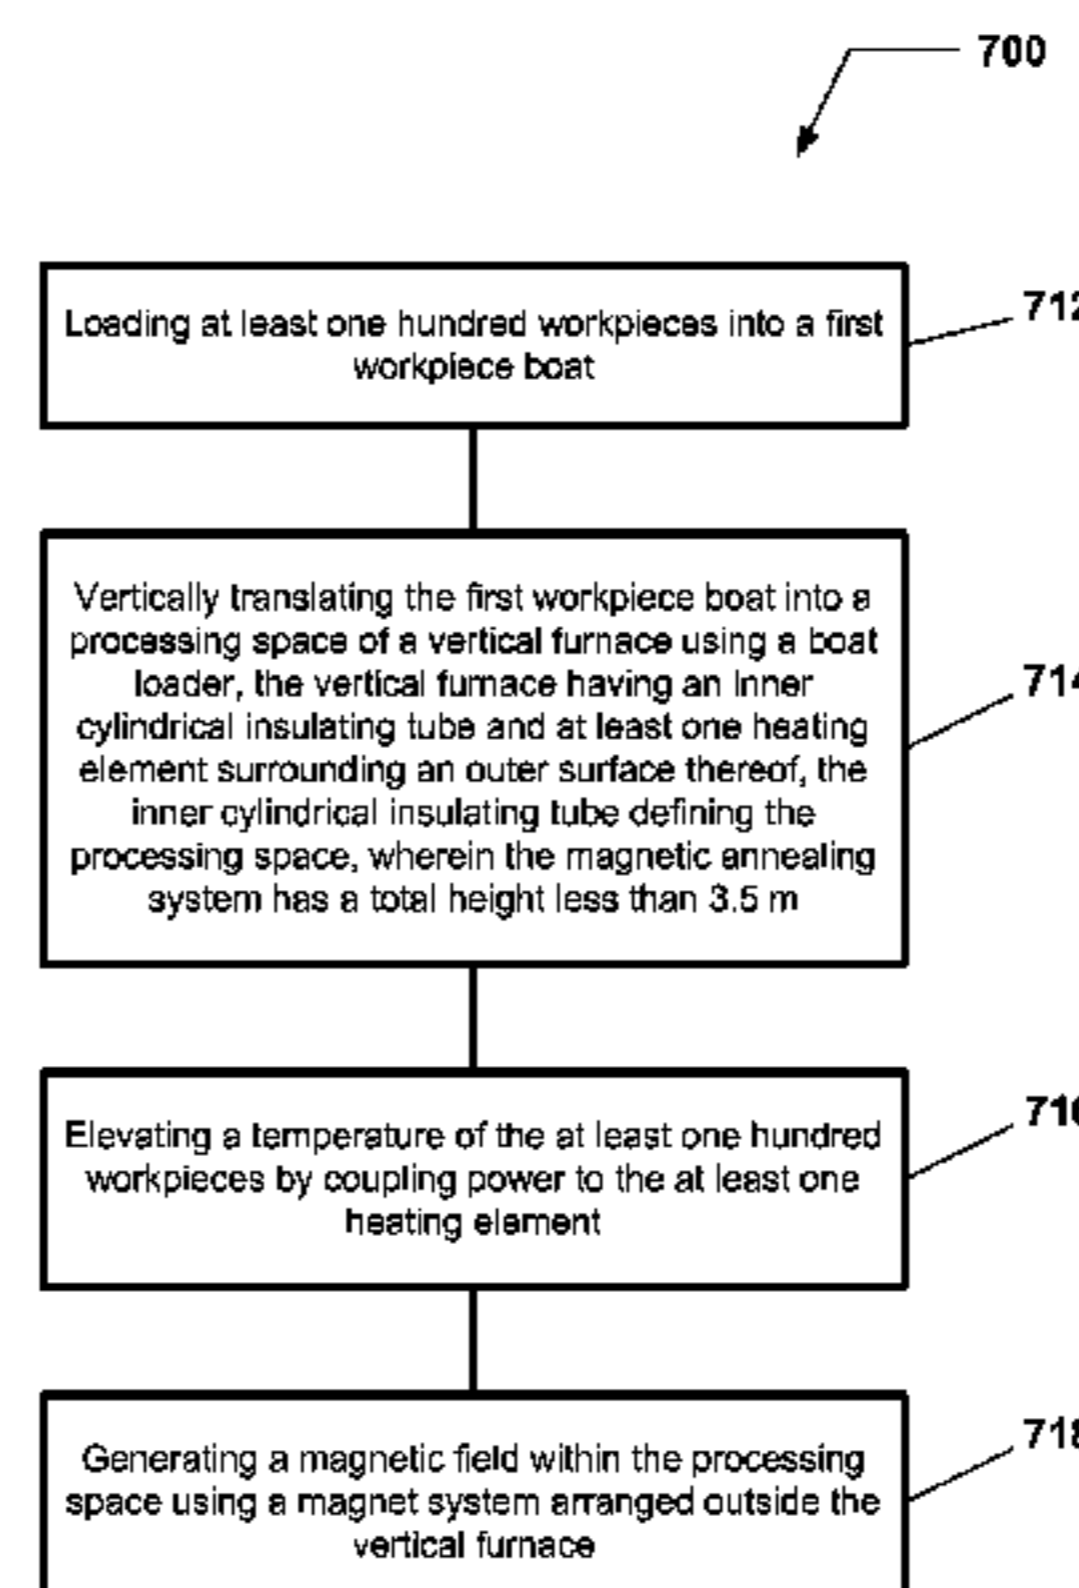 700
Loading at least one hundred workpieces into a first
workpiece boat
712
Vertically translating the first workpiece boat into a
processing space of a vertical furnace using a boat
loader, the vertical furnace having an inner
cylindrical insulating tube and at least one heating
element surrounding an outer surface thereof, the
inner cylindrical insulating tube defining the
processing space, wherein the magnetic annealing
system has a total height less than 3.5 m
714
Elevating a temperature of the at least one hundred
workpieces by coupling power to the at least one
heating element
716
Generating a magnetic field within the processing
space using a magnet system arranged outside the
vertical furnace
718